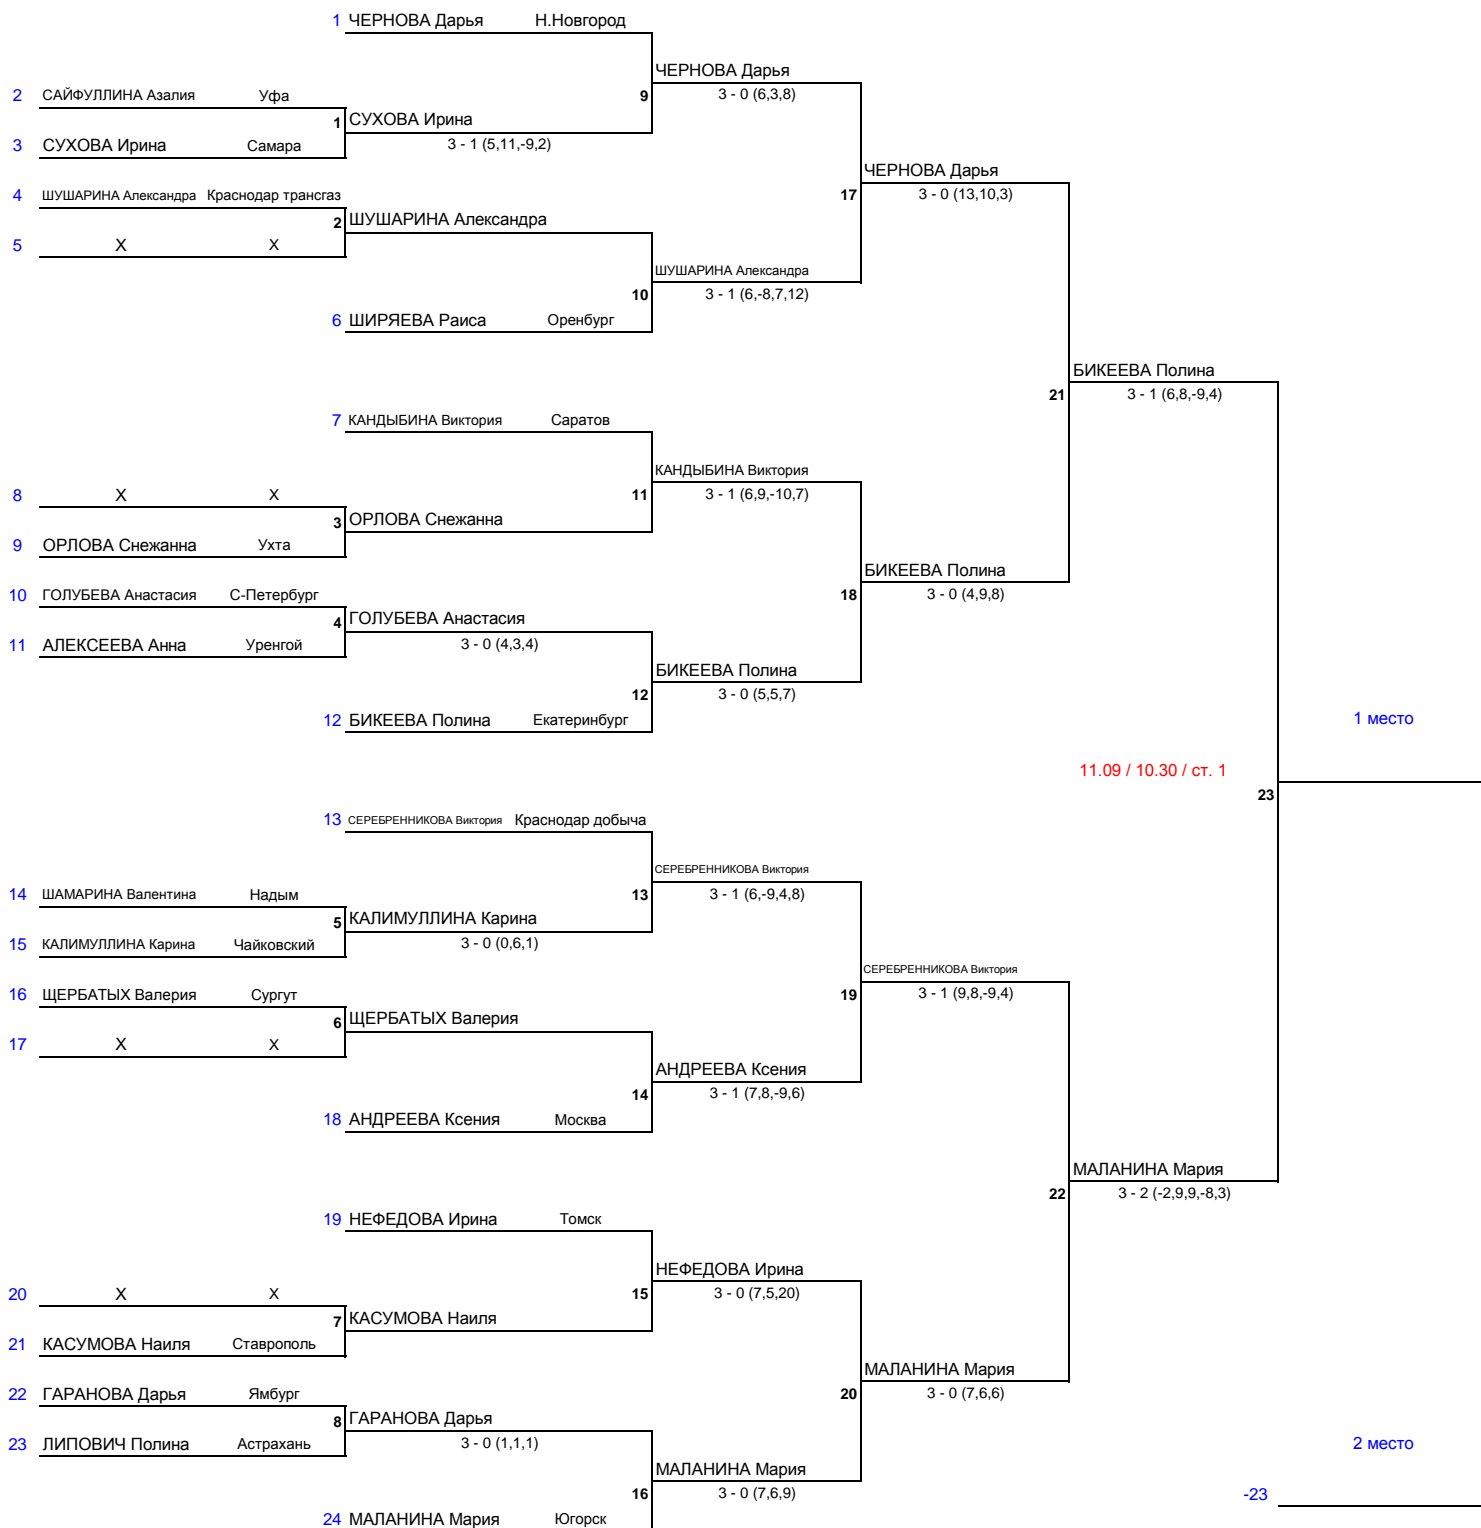 1 ЧЕРНОВА Дарья Н.Новгород
ЧЕРНОВА Дарья
2 САЙФУЛЛИНА Азалия Уфа 9 3 - 0 (6,3,8)
1 СУХОВА Ирина
3 СУХОВА Ирина Самара 3 - 1 (5,11,-9,2)
ЧЕРНОВА Дарья
4 ШУШАРИНА Александра Краснодар трансгаз 17 3 - 0 (13,10,3)
2 ШУШАРИНА Александра
5 X X
ШУШАРИНА Александра
10 3 - 1 (6,-8,7,12)
6 ШИРЯЕВА Раиса Оренбург
БИКЕЕВА Полина
21 3 - 1 (6,8,-9,4)
7 КАНДЫБИНА Виктория Саратов
КАНДЫБИНА Виктория
8 X X 11 3 - 1 (6,9,-10,7)
3 ОРЛОВА Снежанна
9 ОРЛОВА Снежанна Ухта
БИКЕЕВА Полина
10 ГОЛУБЕВА Анастасия С-Петербург 18 3 - 0 (4,9,8)
4 ГОЛУБЕВА Анастасия
11 АЛЕКСЕЕВА Анна Уренгой 3 - 0 (4,3,4)
БИКЕЕВА Полина
12 3 - 0 (5,5,7)
12 БИКЕЕВА Полина Екатеринбург 1 место
11.09 / 10.30 / ст. 1
23
13 СЕРЕБРЕННИКОВА Виктория Краснодар добыча
СЕРЕБРЕННИКОВА Виктория
14 ШАМАРИНА Валентина Надым 13 3 - 1 (6,-9,4,8)
5 КАЛИМУЛЛИНА Карина
15 КАЛИМУЛЛИНА Карина Чайковский 3 - 0 (0,6,1)
СЕРЕБРЕННИКОВА Виктория
16 ЩЕРБАТЫХ Валерия Сургут 19 3 - 1 (9,8,-9,4)
6 ЩЕРБАТЫХ Валерия
17 X X
АНДРЕЕВА Ксения
14 3 - 1 (7,8,-9,6)
18 АНДРЕЕВА Ксения Москва
МАЛАНИНА Мария
22 3 - 2 (-2,9,9,-8,3)
19 НЕФЕДОВА Ирина Томск
НЕФЕДОВА Ирина
20 X X 15 3 - 0 (7,5,20)
7 КАСУМОВА Наиля
21 КАСУМОВА Наиля Ставрополь
МАЛАНИНА Мария
22 ГАРАНОВА Дарья Ямбург 20 3 - 0 (7,6,6)
8 ГАРАНОВА Дарья
23 ЛИПОВИЧ Полина Астрахань 3 - 0 (1,1,1) 2 место
МАЛАНИНА Мария
16 3 - 0 (7,6,9) -23
24 МАЛАНИНА Мария Югорск